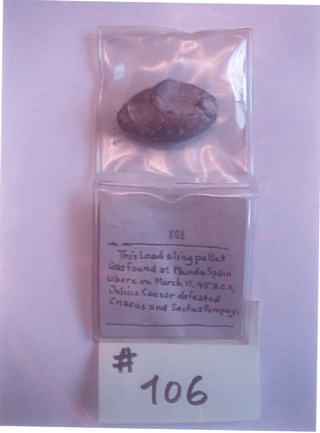 101
This Lead sling pellet
was found at Munda Spain
where on March 17, 45 B.C.E,
Julius Caesar defeated
Cnaeus and Sectus Pompey.
# 106